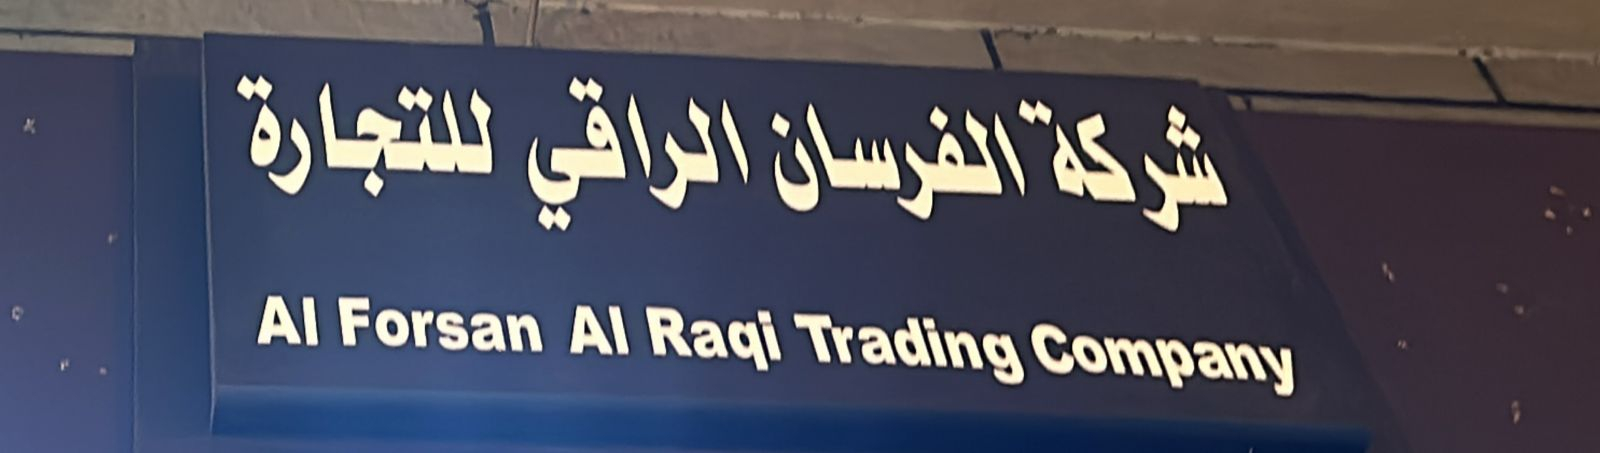 شركة الفرسان الراقي للتجارة
Al Forsan Al Raqi Trading Company